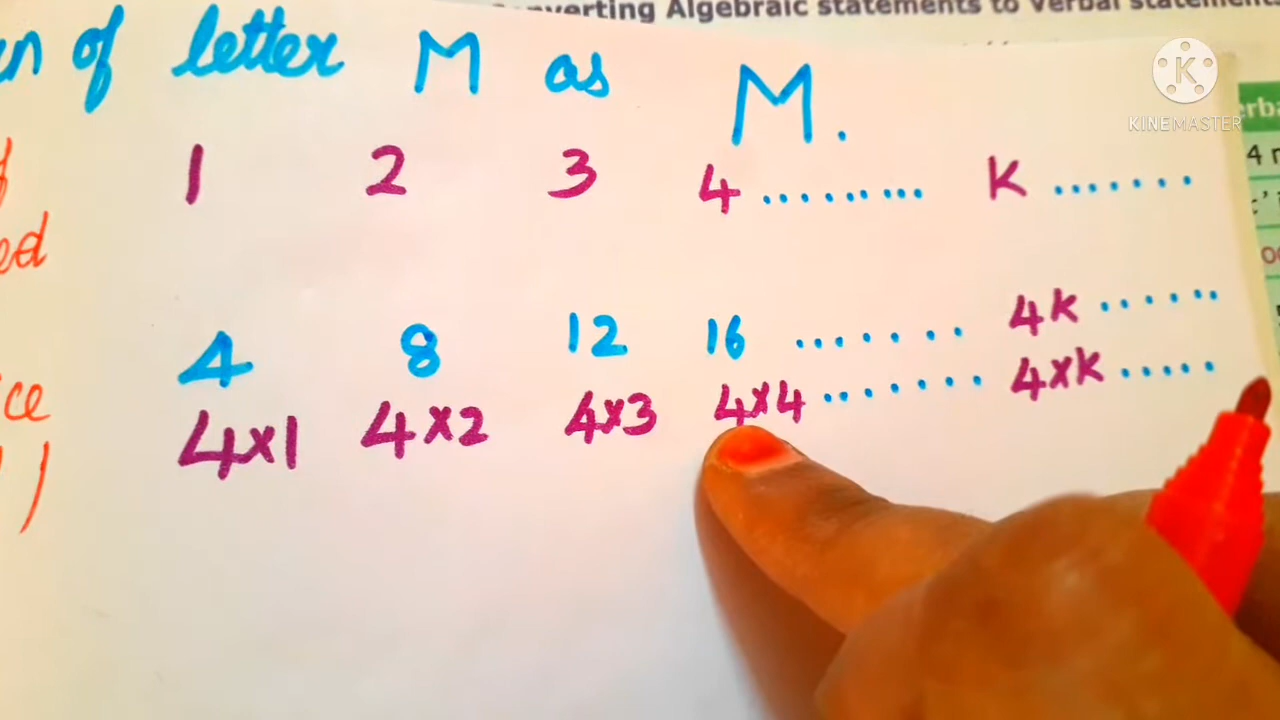 verting Algebraic statements to Verbal statements
of letter M as M.
1 2 3 4 ......... K .......
4 8 12 16 ....... 4K ......
4x1 4x2 4x3 4x4 ....... 4xK .....
KINEMASTER